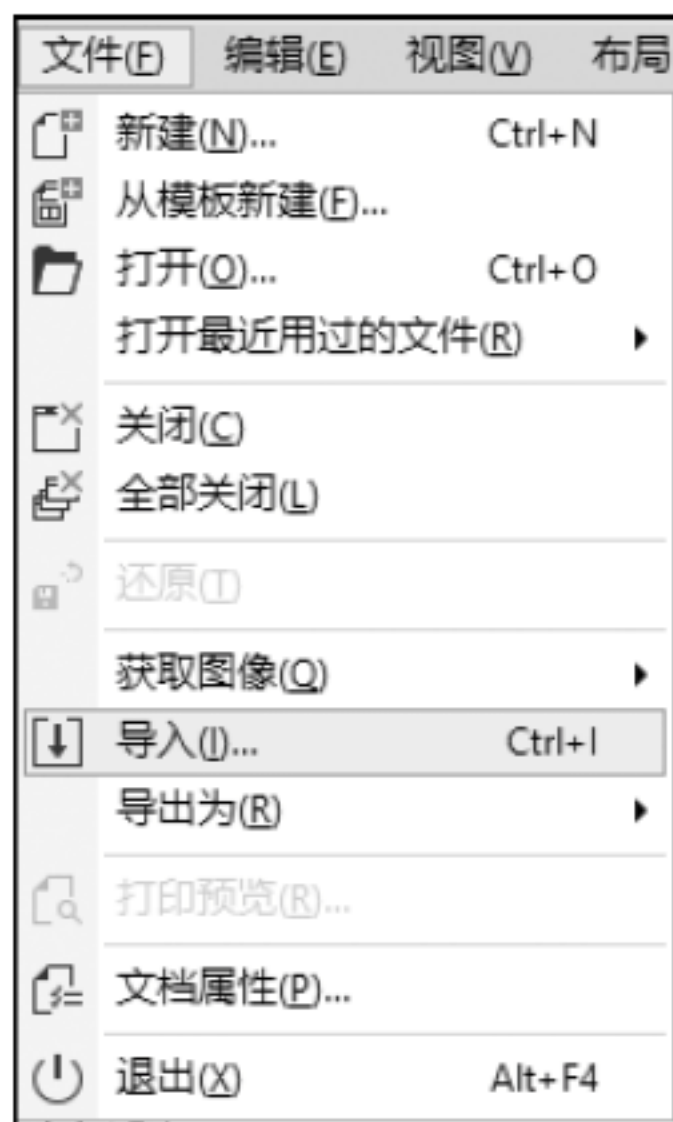 文件(F) 编辑(E) 视图(V) 布局
新建(N)... Ctrl+N
从模板新建(F)...
打开(O)... Ctrl+O
打开最近用过的文件(R)
关闭(C)
全部关闭(L)
还原(T)
获取图像(Q)
导入(I)... Ctrl+I
导出为(R)
打印预览(R)...
文档属性(P)...
退出(X) Alt+F4